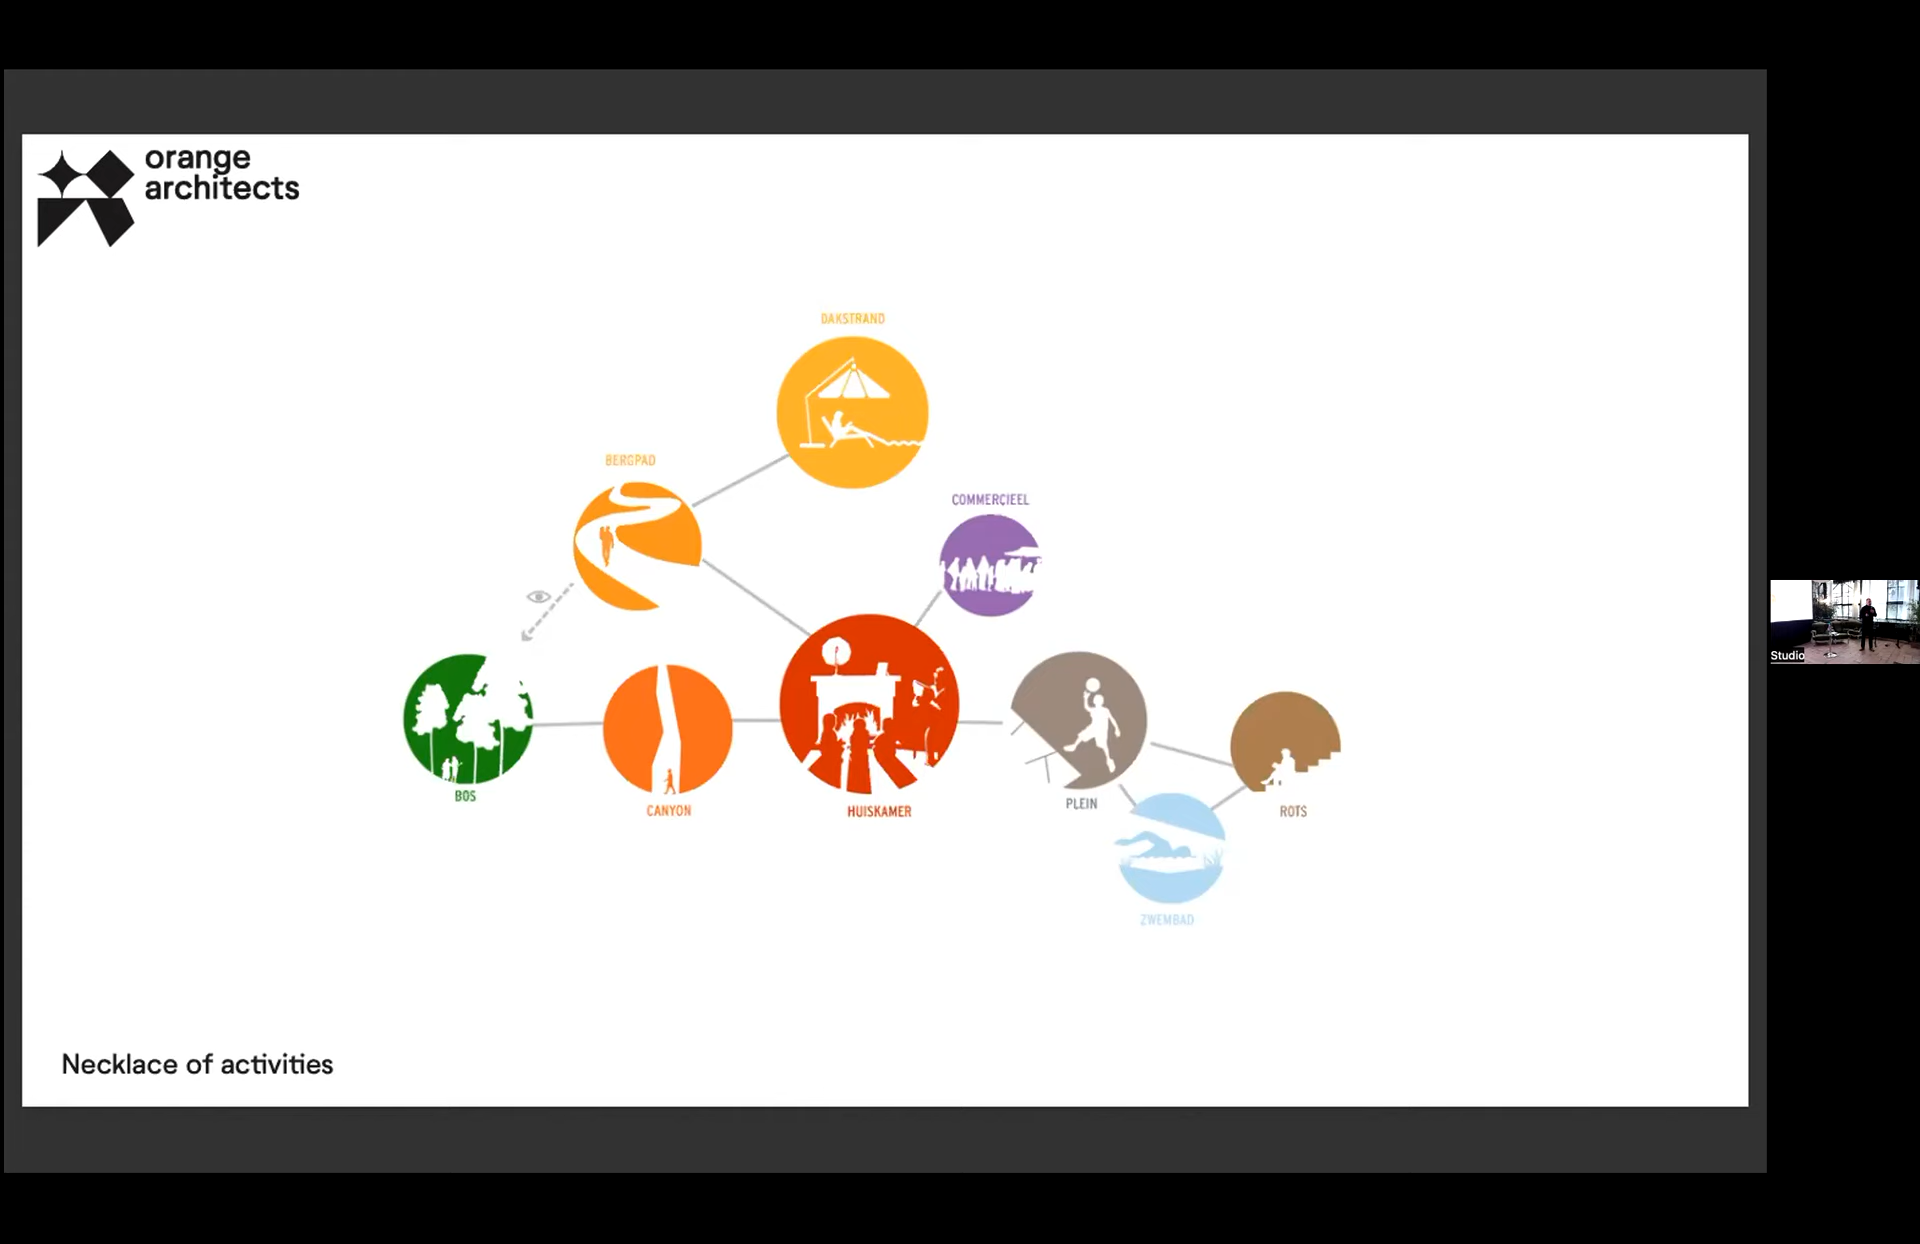 orange
architects
DAKSTRAND
BERGPAD
COMMERCIEEL
BOS
CANYON
HUISKAMER
PLEIN
ROTS
ZWEMBAD
Necklace of activities
Studio